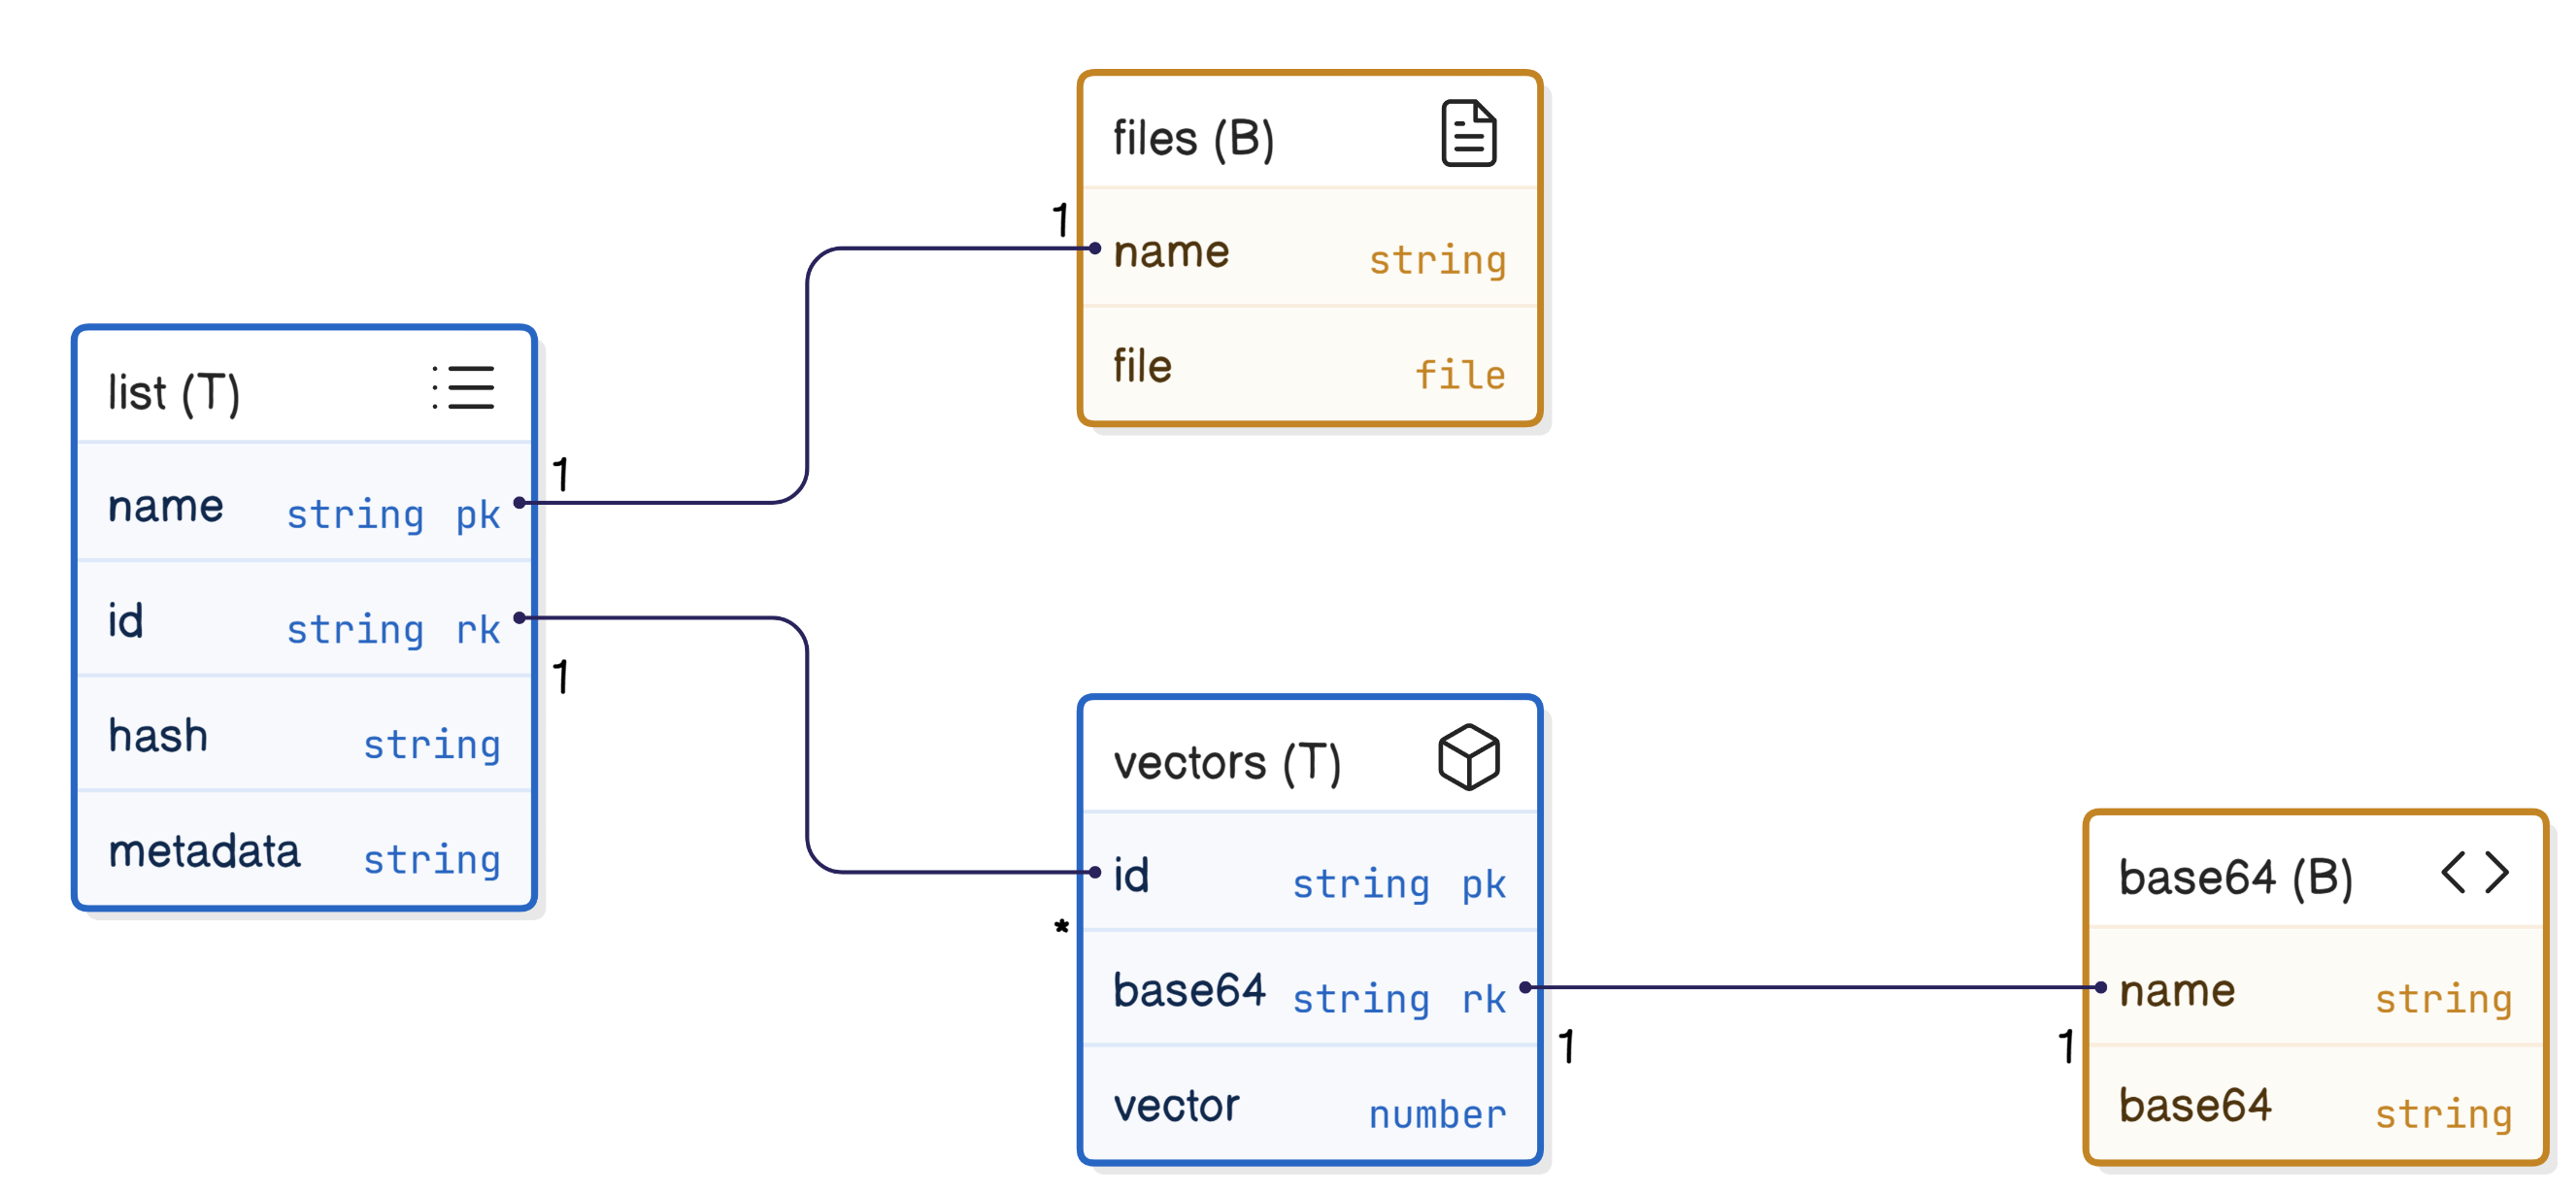 files (B)
1
name string
file file
list (T)
name string pk
1
id string rk
1
hash string
metadata string
vectors (T)
id string pk
*
base64 string rk
1
vector number
base64 (B)
1
name string
base64 string